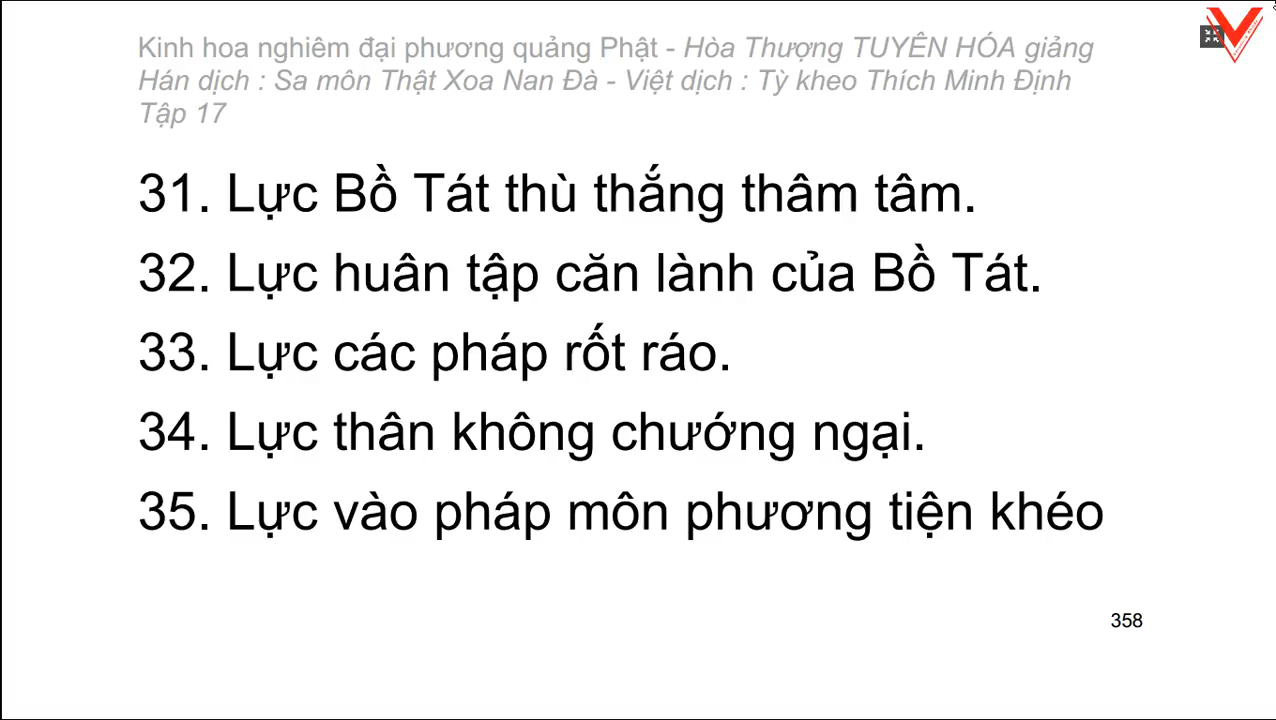 Kinh hoa nghiêm đại phương quảng Phật - Hòa Thượng TUYÊN HÓA giảng
Hán dịch : Sa môn Thật Xoa Nan Đà - Việt dịch : Tỳ kheo Thích Minh Định
Tập 17
31. Lực Bồ Tát thù thắng thâm tâm.
32. Lực huân tập căn lành của Bồ Tát.
33. Lực các pháp rốt ráo.
34. Lực thân không chướng ngại.
35. Lực vào pháp môn phương tiện khéo
358